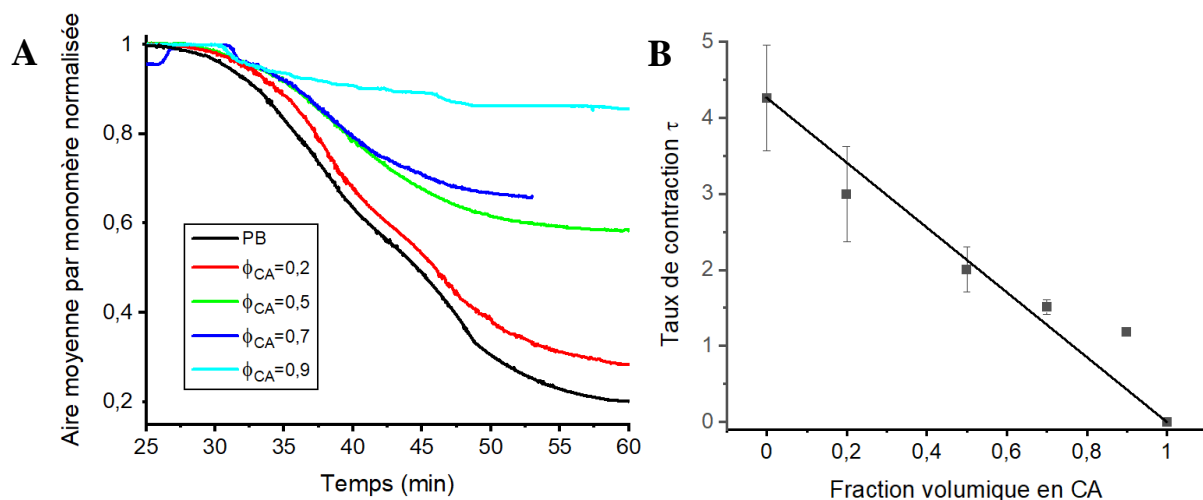 A
Aire moyenne par monomère normalisée
1
0,8
0,6
0,4
0,2
PB
ϕCA=0,2
ϕCA=0,5
ϕCA=0,7
ϕCA=0,9
25 30 35 40 45 50 55 60
Temps (min)
B
Taux de contraction τ
5
4
3
2
1
0
0 0,2 0,4 0,6 0,8 1
Fraction volumique en CA